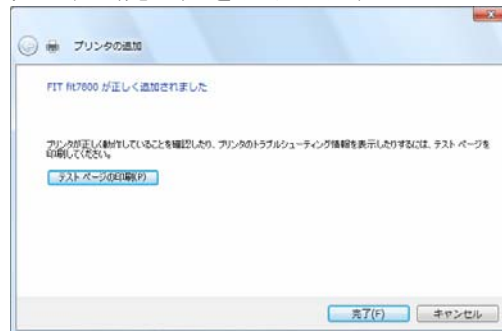 プリンタの追加
FIT fit7800 が正しく追加されました
プリンタが正しく動作していることを確認したり、プリンタのトラブルシューティング情報を表示したりするには、テスト ページを
印刷してください。
テスト ページの印刷(P)
完了(F)
キャンセル